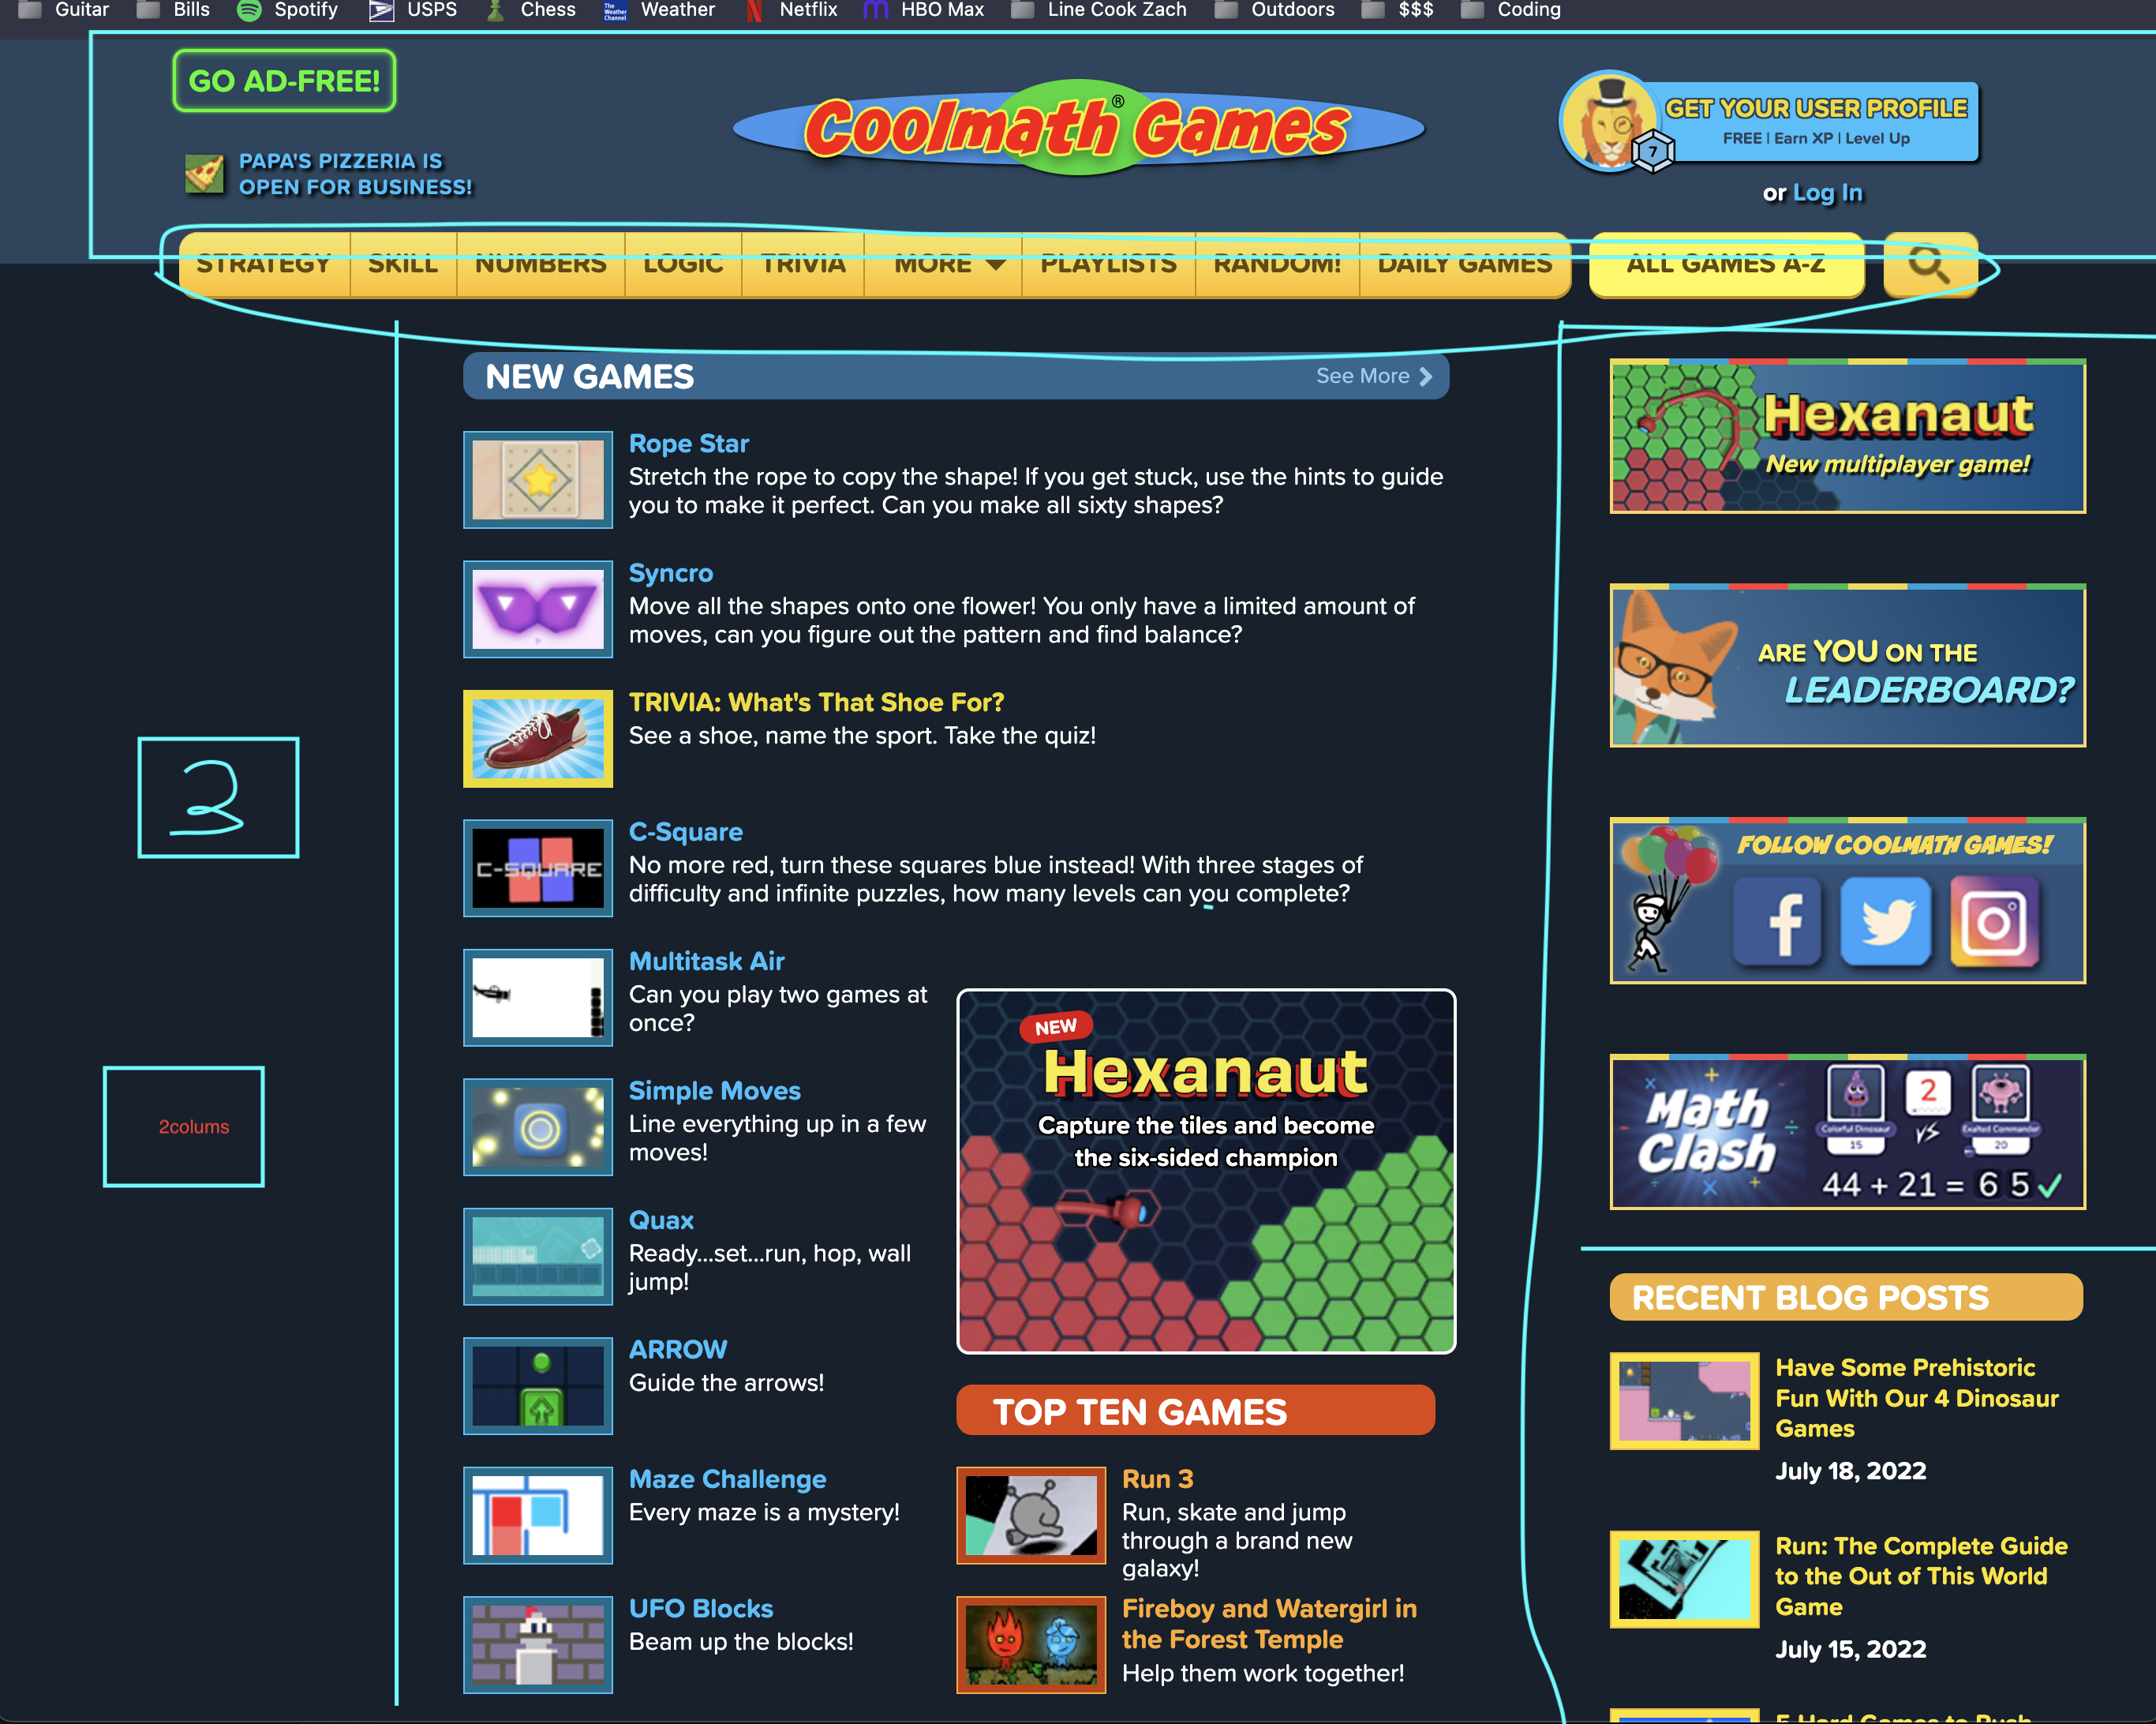 Guitar Bills Spotify USPS Chess Weather Netflix HBO Max Line Cook Zach Outdoors $$$ Coding
GO AD-FREE!
PAPA'S PIZZERIA IS
OPEN FOR BUSINESS!
Coolmath Games®
GET YOUR USER PROFILE
FREE | Earn XP | Level Up
7
or Log In
STRATEGY SKILL NUMBERS LOGIC TRIVIA MORE PLAYLISTS RANDOM! DAILY GAMES ALL GAMES A-Z
NEW GAMES See More
Rope Star
Stretch the rope to copy the shape! If you get stuck, use the hints to guide
you to make it perfect. Can you make all sixty shapes?
Syncro
Move all the shapes onto one flower! You only have a limited amount of
moves, can you figure out the pattern and find balance?
TRIVIA: What's That Shoe For?
See a shoe, name the sport. Take the quiz!
C-SQUARE
C-Square
No more red, turn these squares blue instead! With three stages of
difficulty and infinite puzzles, how many levels can you complete?
Multitask Air
Can you play two games at
once?
Simple Moves
Line everything up in a few
moves!
Quax
Ready...set...run, hop, wall
jump!
ARROW
Guide the arrows!
Maze Challenge
Every maze is a mystery!
UFO Blocks
Beam up the blocks!
2
2colums
NEW
Hexanaut
Capture the tiles and become
the six-sided champion
TOP TEN GAMES
Run 3
Run, skate and jump
through a brand new
galaxy!
Fireboy and Watergirl in
the Forest Temple
Help them work together!
Hexanaut
New multiplayer game!
ARE YOU ON THE
LEADERBOARD?
FOLLOW COOLMATH GAMES!
Math
Clash
2
Colorful Dinosaur VS Exalted Commander
15 20
44 + 21 = 6 5
RECENT BLOG POSTS
Have Some Prehistoric
Fun With Our 4 Dinosaur
Games
July 18, 2022
Run: The Complete Guide
to the Out of This World
Game
July 15, 2022
5 Hard Games to Push